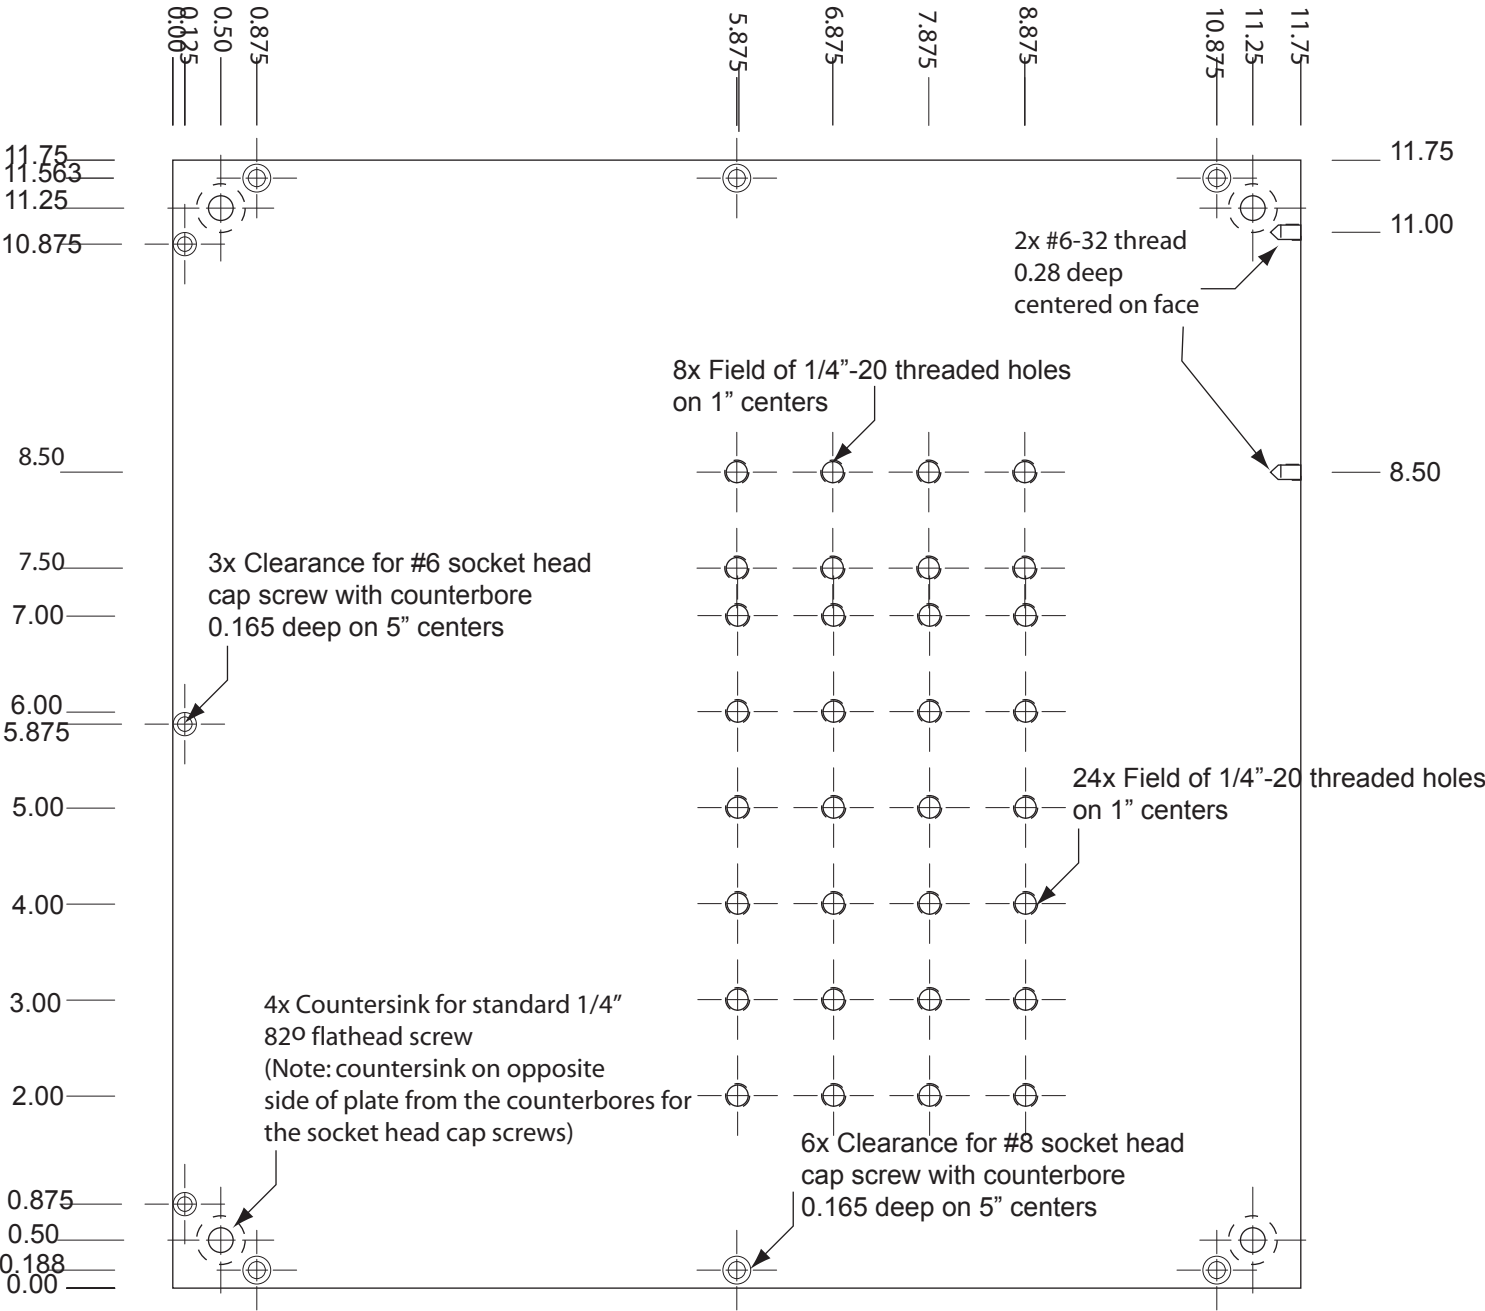 0.00
0.125
0.50
0.875
5.875
6.875
7.875
8.875
10.875
11.25
11.75
11.75
11.563
11.25
10.875
8.50
7.50
7.00
6.00
5.875
5.00
4.00
3.00
2.00
0.875
0.50
0.188
0.00
11.75
11.00
8.50
2x #6-32 thread
0.28 deep
centered on face
8x Field of 1/4”-20 threaded holes
on 1” centers
3x Clearance for #6 socket head
cap screw with counterbore
0.165 deep on 5” centers
24x Field of 1/4”-20 threaded holes
on 1” centers
4x Countersink for standard 1/4”
82º flathead screw
(Note: countersink on opposite
side of plate from the counterbores for
the socket head cap screws)
6x Clearance for #8 socket head
cap screw with counterbore
0.165 deep on 5” centers